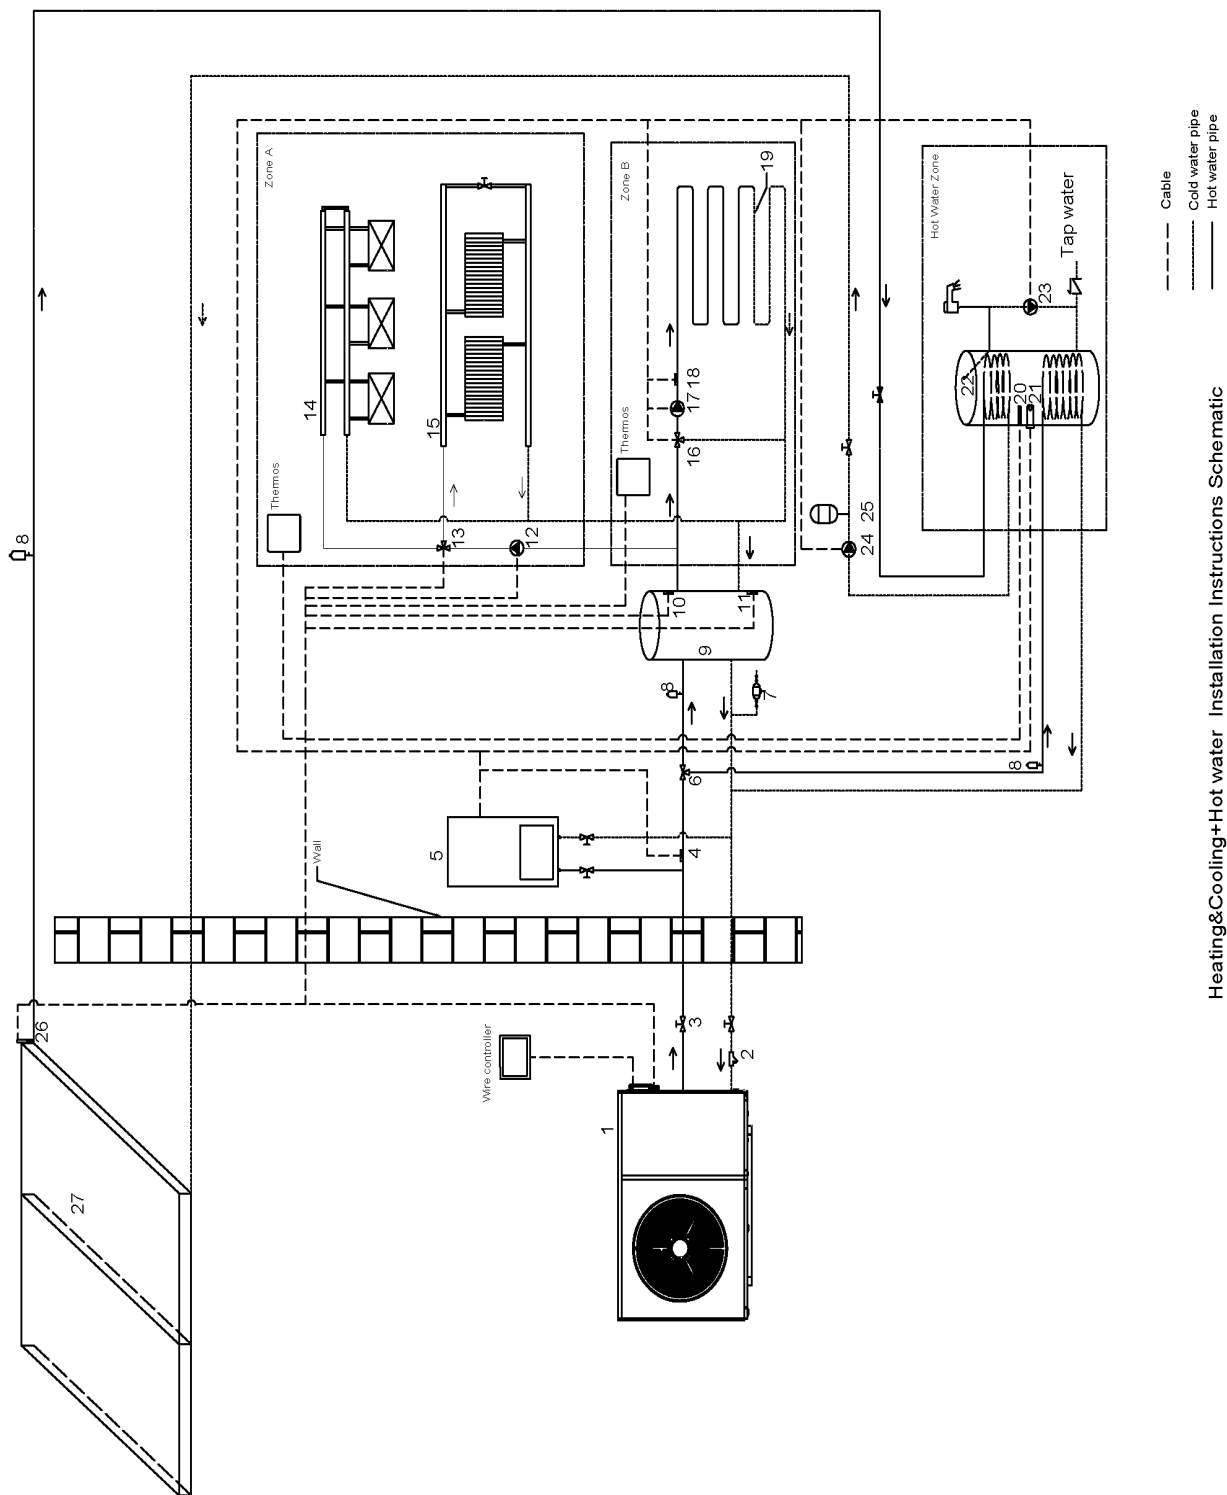 Heating&Cooling+Hot water Installation Instructions Schematic
Cable
Cold water pipe
Hot water pipe
27
26
8
Wall
Wire controller
1
2
3
4
5
6
7
8
8
9
10
11
Zone A
Thermos
12
13
14
15
Zone B
Thermos
16
17
18
19
Hot Water Zone
Tap water
20
21
22
23
24
25